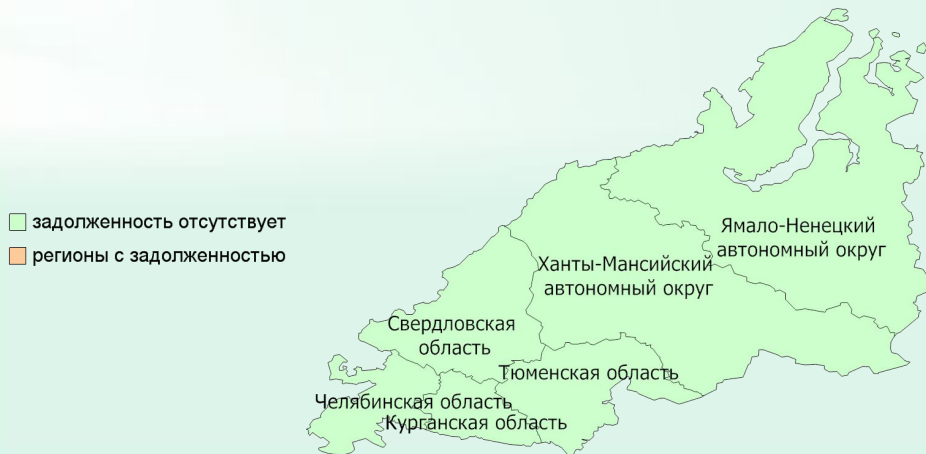 задолженность отсутствует
регионы с задолженностью
Ямало-Ненецкий
автономный округ
Ханты-Мансийский
автономный округ
Свердловская
область
Тюменская область
Челябинская область
Курганская область